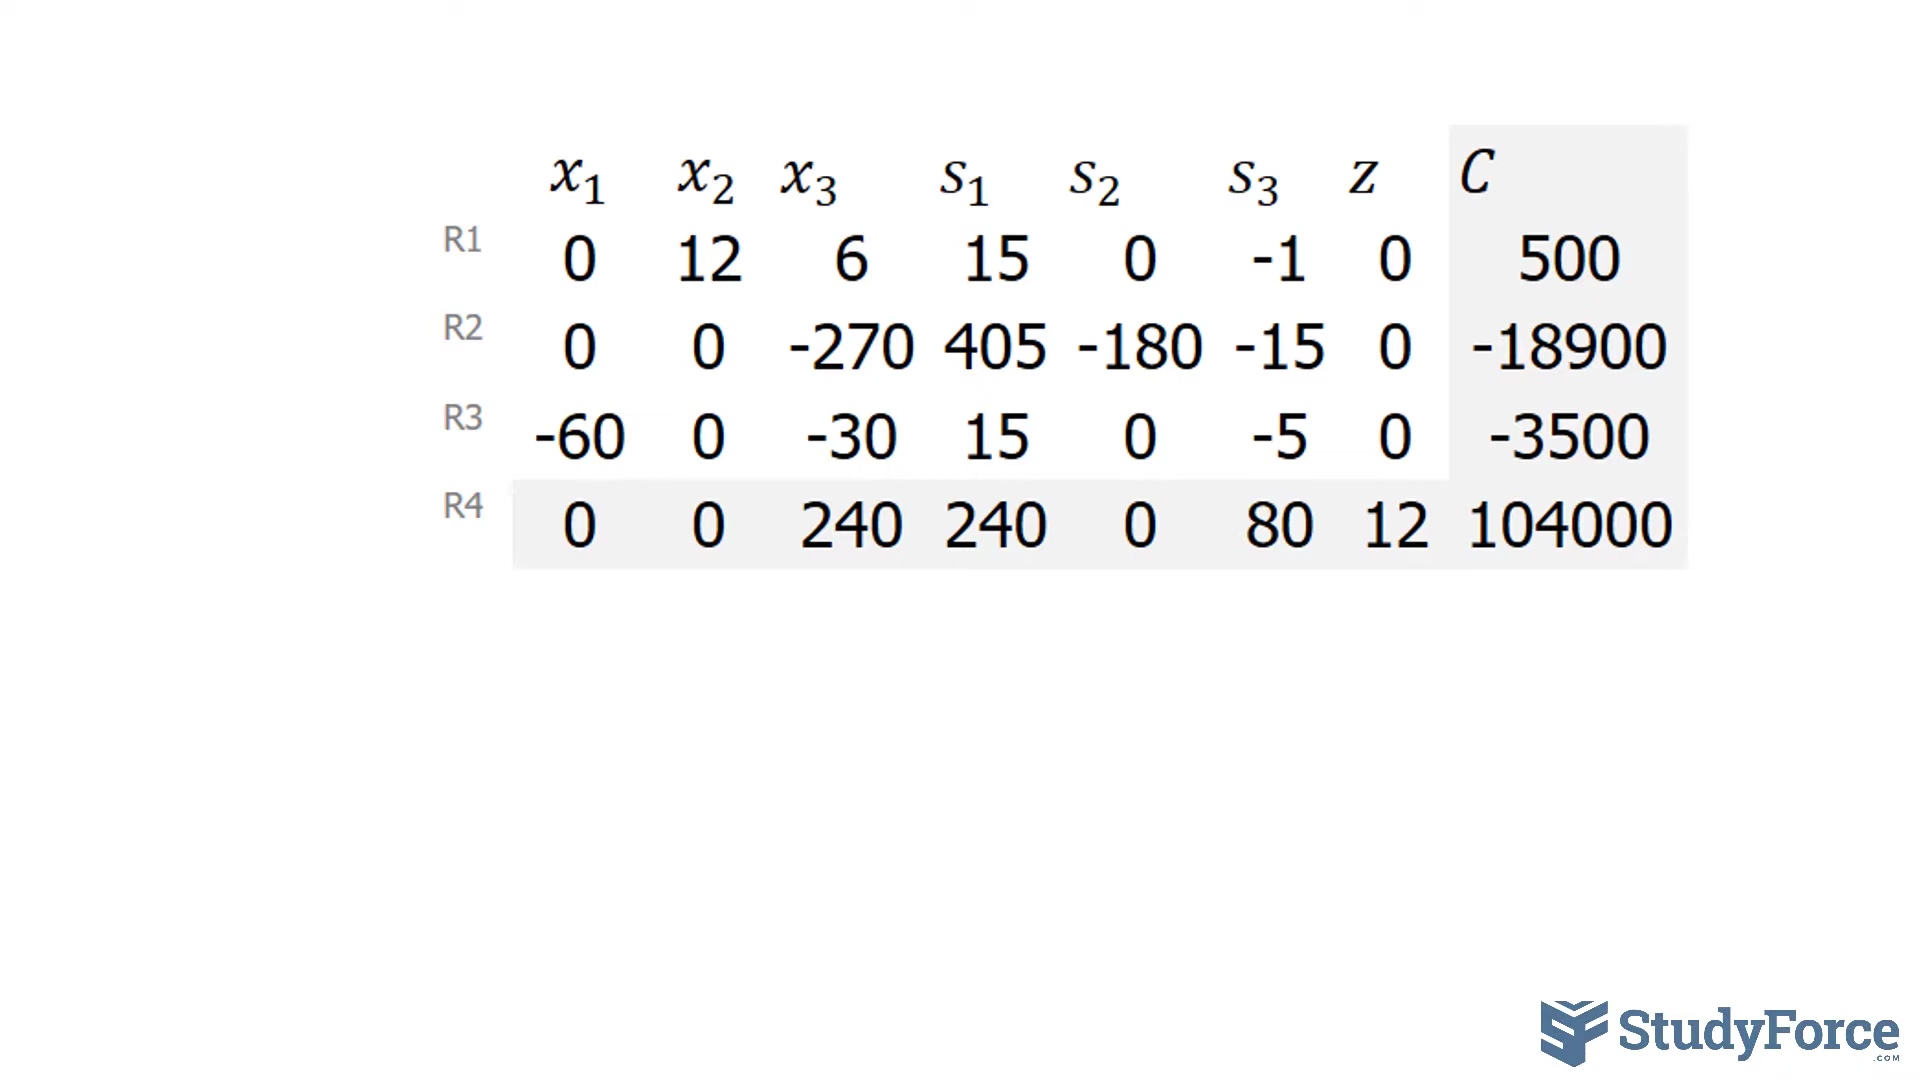 x₁ x₂ x₃ s₁ s₂ s₃ z C
R1 0 12 6 15 0 -1 0 500
R2 0 0 -270 405 -180 -15 0 -18900
R3 -60 0 -30 15 0 -5 0 -3500
R4 0 0 240 240 0 80 12 104000
StudyForce
.COM